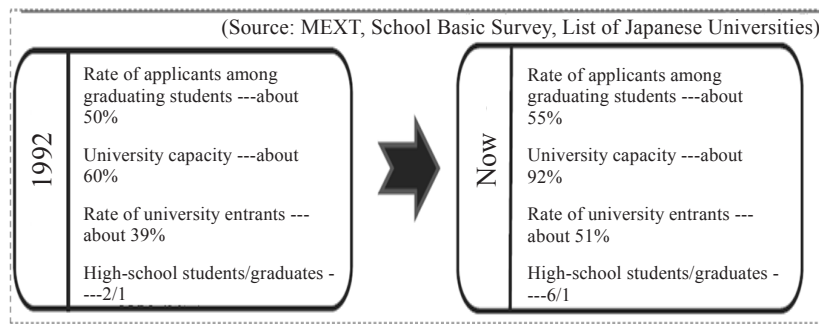 (Source: MEXT, School Basic Survey, List of Japanese Universities)
1992
Rate of applicants among
graduating students ---about
50%
University capacity ---about
60%
Rate of university entrants ---
about 39%
High-school students/graduates -
---2/1
Now
Rate of applicants among
graduating students ---about
55%
University capacity ---about
92%
Rate of university entrants ---
about 51%
High-school students/graduates -
---6/1